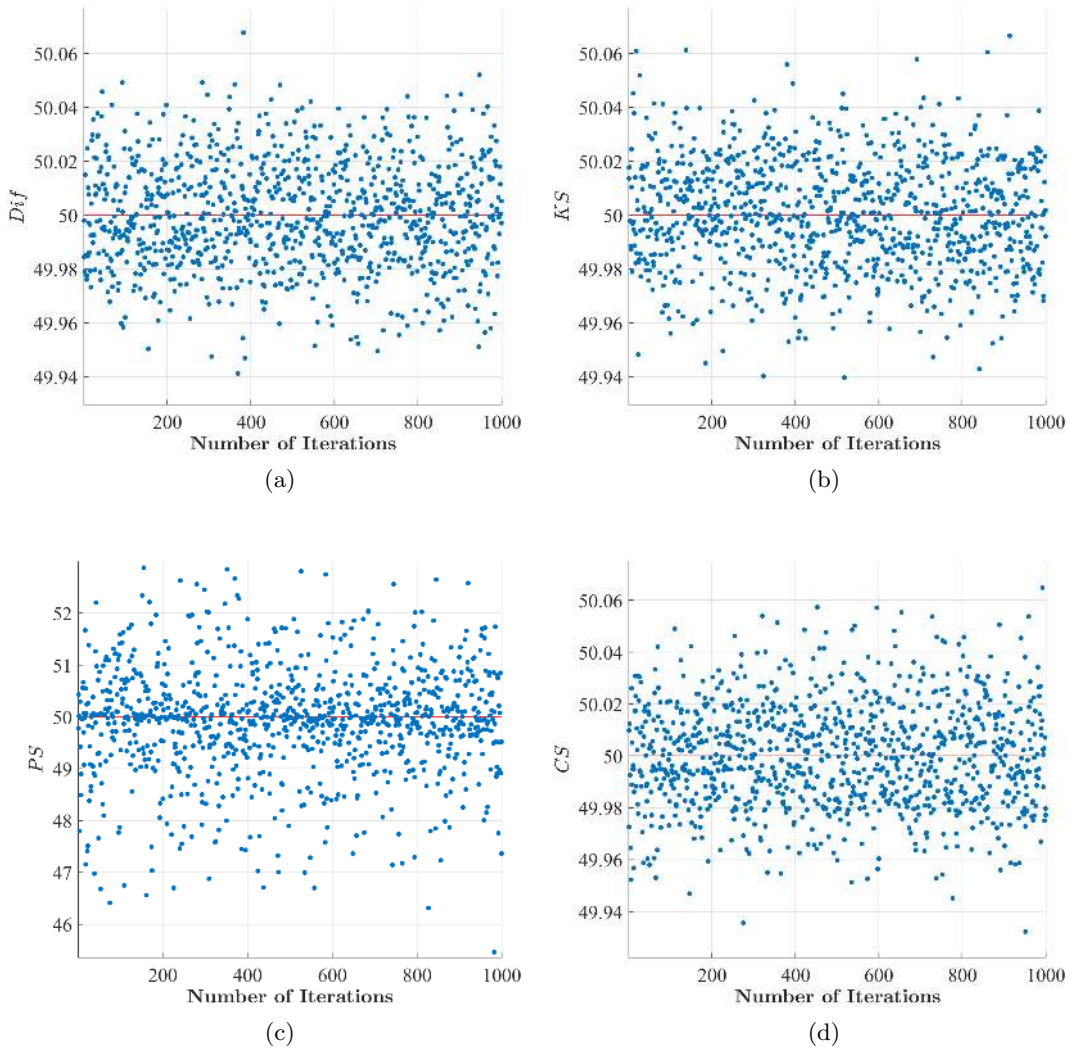 50.06
50.04
50.02
50
49.98
49.96
49.94
Dif
200 400 600 800 1000
Number of Iterations
(a)
50.06
50.04
50.02
50
49.98
49.96
49.94
KS
200 400 600 800 1000
Number of Iterations
(b)
52
51
50
49
48
47
46
PS
200 400 600 800 1000
Number of Iterations
(c)
50.06
50.04
50.02
50
49.98
49.96
49.94
CS
200 400 600 800 1000
Number of Iterations
(d)